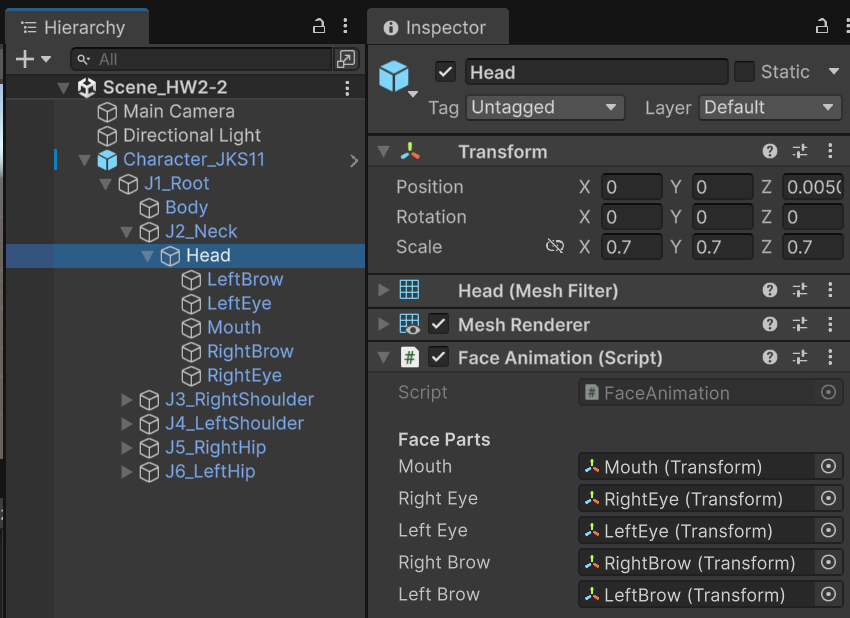 Hierarchy
All
Scene_HW2-2
Main Camera
Directional Light
Character_JKS11
J1_Root
Body
J2_Neck
Head
LeftBrow
LeftEye
Mouth
RightBrow
RightEye
J3_RightShoulder
J4_LeftShoulder
J5_RightHip
J6_LeftHip
Inspector
Head Static
Tag Untagged Layer Default
Transform
Position X 0 Y 0 Z 0.0050
Rotation X 0 Y 0 Z 0
Scale X 0.7 Y 0.7 Z 0.7
Head (Mesh Filter)
Mesh Renderer
# Face Animation (Script)
Script # FaceAnimation
Face Parts
Mouth Mouth (Transform)
Right Eye RightEye (Transform)
Left Eye LeftEye (Transform)
Right Brow RightBrow (Transform)
Left Brow LeftBrow (Transform)